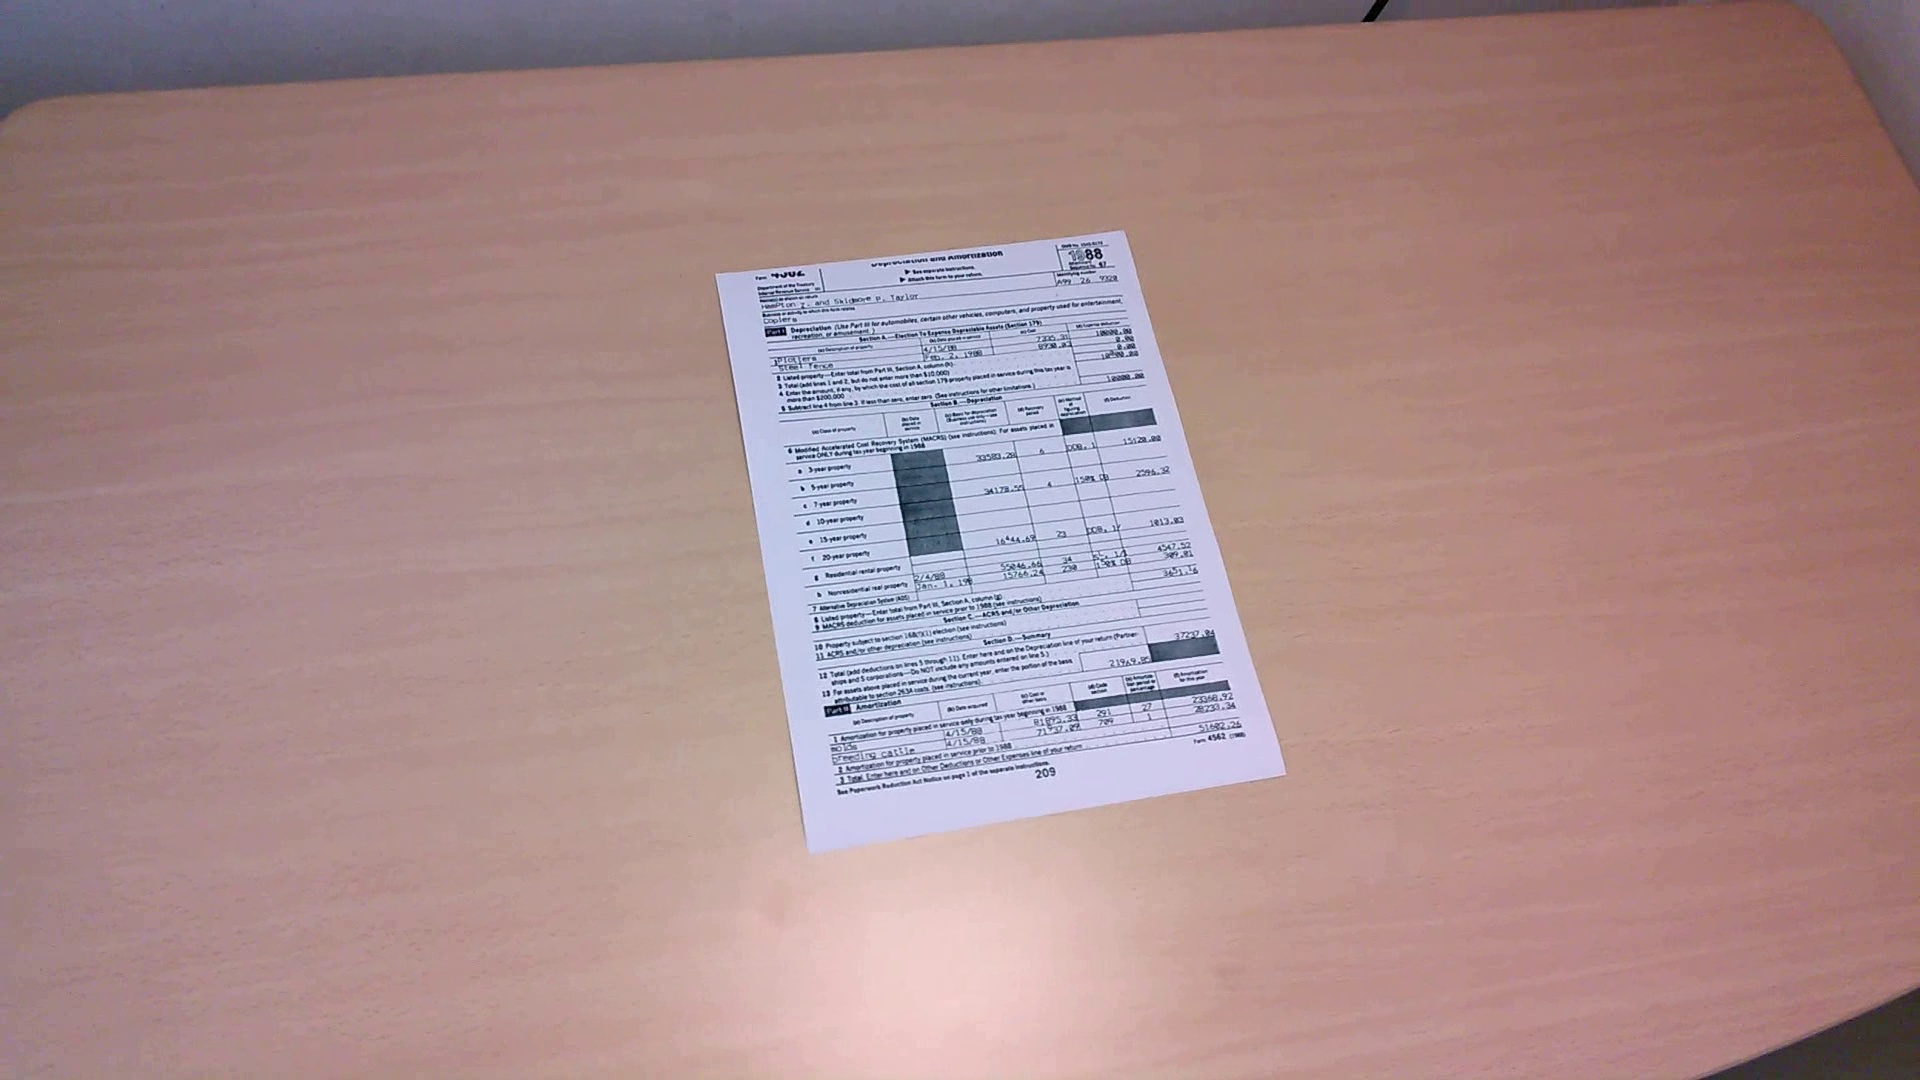 Form 4562
Depreciation and Amortization
OMB No.
1988
Department of the Treasury
Internal Revenue Service
▶ See separate instructions.
▶ Attach this form to your return.
Attachment Sequence No. 67
Name(s) as shown on return
Identifying number
Hampton Z. and Skidmore P. Taylor
A99 26 9320
Business or activity to which this form relates
Copiers
Part I Depreciation (Use Part III for automobiles, certain other vehicles, computers, and property used for entertainment, recreation, or amusement.)
Section A.—Election To Expense Depreciable Assets (Section 179)
(a) Description of property (b) Date placed in service (c) Cost (d) Expense deduction
1 Plotters 4/15/88 10000.00
Steel fence Feb. 2, 1988 0.00
2 Listed property—Enter total from Part III, Section A, column (h) 0.00
3 Total (add lines 1 and 2, but do not enter more than $10,000)
4 Enter the amount, if any, by which the cost of all section 179 property placed in service during this tax year is more than $200,000
5 Subtract line 4 from line 3. If less than zero, enter zero. (See instructions for other limitations.) 10000.00
Section B.—Depreciation
(a) Class of property (b) Date placed in service (c) Basis for depreciation (Business use only—see instructions) (d) Recovery period (e) Method of figuring depreciation (f) Deduction
6 Modified Accelerated Cost Recovery System (MACRS) (see instructions): For assets placed in service ONLY during tax year beginning in 1988
a 3-year property 33583.20 6 DDB, 1 15120.00
b 5-year property
c 7-year property 34178.55 4 150% DB 2596.32
d 10-year property
e 15-year property
f 20-year property 23 DDB, 1/ 1013.03
g Residential rental property
h Nonresidential real property 2/4/88 55046.66 34 SL, 1/ 4547.52
7 Alternative Depreciation System (ADS) Jan. 1, 198 15766.24 230 150% DB 309.01
8 Listed property—Enter total from Part III, Section A, column (g)
9 MACRS deduction for assets placed in service prior to 1988 (see instructions)
Section C.—ACRS and/or Other Depreciation
10 Property subject to section 168(f)(1) election (see instructions)
11 ACRS and/or other depreciation (see instructions)
Section D.—Summary
12 Total (add deductions on lines 5 through 11). Enter here and on the Depreciation line of your return (Partnerships and S corporations—Do NOT include any amounts entered on line 5.) 37237.04
13 For assets above placed in service during the current year, enter the portion of the basis attributable to section 263A costs. (see instructions) 21969.85
Part II Amortization
(a) Description of property (b) Date acquired (c) Cost or other basis (d) Code section (e) Amortization period or percentage (f) Amortization for this year
1 Amortization for property placed in service only during tax year beginning in 1988
molds 4/15/88 81895.33 291 27 23368.92
breeding cattle 4/15/88 709 1 28233.34
2 Amortization for property placed in service prior to 1988
3 Total. Enter here and on Other Deductions or Other Expenses line of your return 51602.26
See Paperwork Reduction Act Notice on page 1 of the separate instructions.
Form 4562 (1988)
209